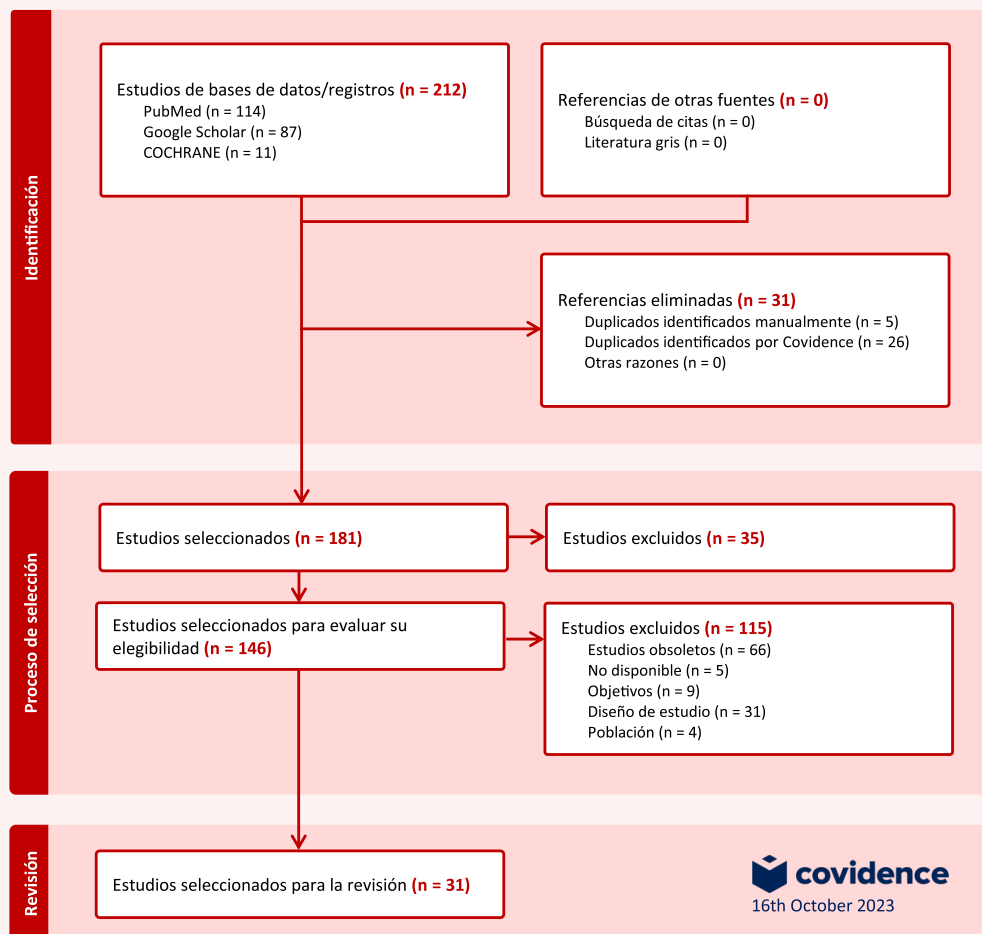 Identificación
Estudios de bases de datos/registros (n = 212)
PubMed (n = 114)
Google Scholar (n = 87)
COCHRANE (n = 11)
Referencias de otras fuentes (n = 0)
Búsqueda de citas (n = 0)
Literatura gris (n = 0)
Referencias eliminadas (n = 31)
Duplicados identificados manualmente (n = 5)
Duplicados identificados por Covidence (n = 26)
Otras razones (n = 0)
Proceso de selección
Estudios seleccionados (n = 181)
Estudios excluidos (n = 35)
Estudios seleccionados para evaluar su
elegibilidad (n = 146)
Estudios excluidos (n = 115)
Estudios obsoletos (n = 66)
No disponible (n = 5)
Objetivos (n = 9)
Diseño de estudio (n = 31)
Población (n = 4)
Revisión
Estudios seleccionados para la revisión (n = 31)
covidence
16th October 2023